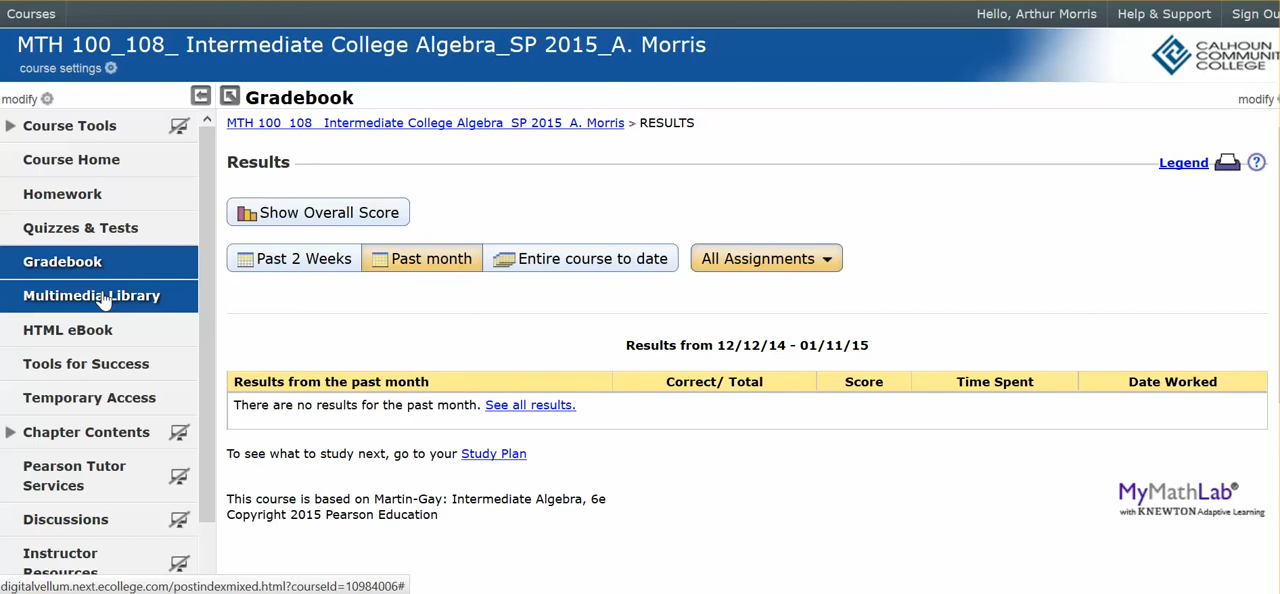 Courses
Hello, Arthur Morris
Help & Support
Sign Ou
MTH 100_108_ Intermediate College Algebra_SP 2015_A. Morris
course settings
CALHOUN
COMMUNIT
COLLEGE
modify
Gradebook
modify
Course Tools
Course Home
Homework
Quizzes & Tests
Gradebook
Multimedia Library
HTML eBook
Tools for Success
Temporary Access
Chapter Contents
Pearson Tutor
Services
Discussions
Instructor
Resources
MTH 100_108_ Intermediate College Algebra_SP 2015_A. Morris > RESULTS
Results
Legend
?
Show Overall Score
Past 2 Weeks
Past month
Entire course to date
All Assignments
Results from 12/12/14 - 01/11/15
Results from the past month
Correct/ Total
Score
Time Spent
Date Worked
There are no results for the past month. See all results.
To see what to study next, go to your Study Plan
This course is based on Martin-Gay: Intermediate Algebra, 6e
Copyright 2015 Pearson Education
MyMathLab®
with KNEWTON Adaptive Learning
digitalvellum.next.ecollege.com/postindexmixed.html?courseId=10984006#